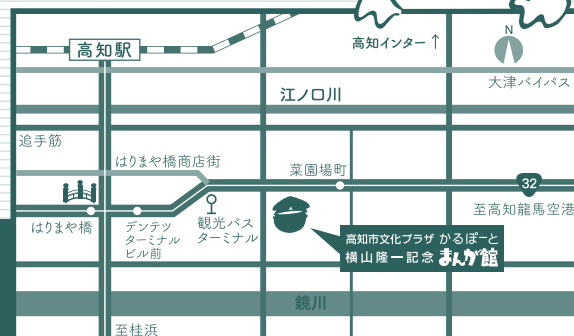 高知駅
高知インター ↑
N
大津バイパス
江ノ口川
追手筋
はりまや橋商店街
菜園場町
32
至高知龍馬空港
はりまや橋
デンテツ
ターミナル
ビル前
観光バス
ターミナル
高知市文化プラザ かるぽーと
横山隆一記念 まんが館
鏡川
至桂浜